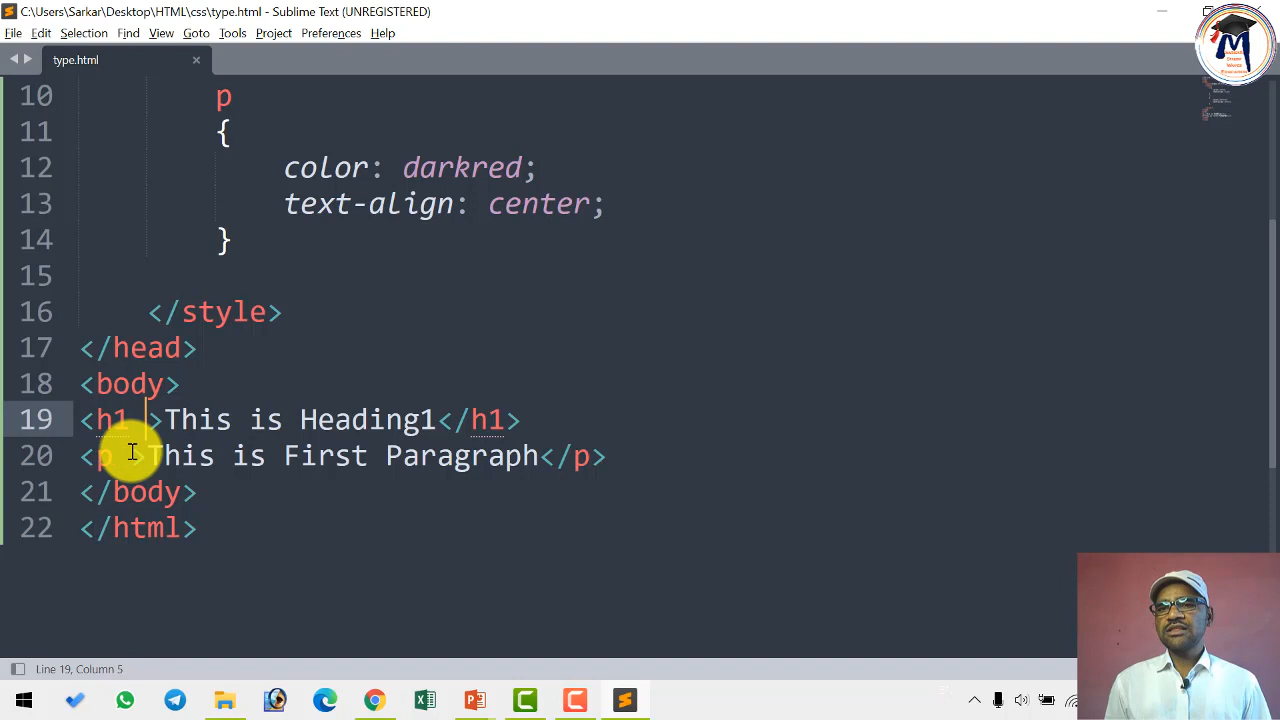 C:\Users\Sarkar\Desktop\HTML\css\type.html - Sublime Text (UNREGISTERED)
File Edit Selection Find View Goto Tools Project Preferences Help
type.html
10 p
11 {
12 color: darkred;
13 text-align: center;
14 }
15
16 </style>
17 </head>
18 <body>
19 <h1 >This is Heading1</h1>
20 <p >This is First Paragraph</p>
21 </body>
22 </html>
Line 19, Column 5